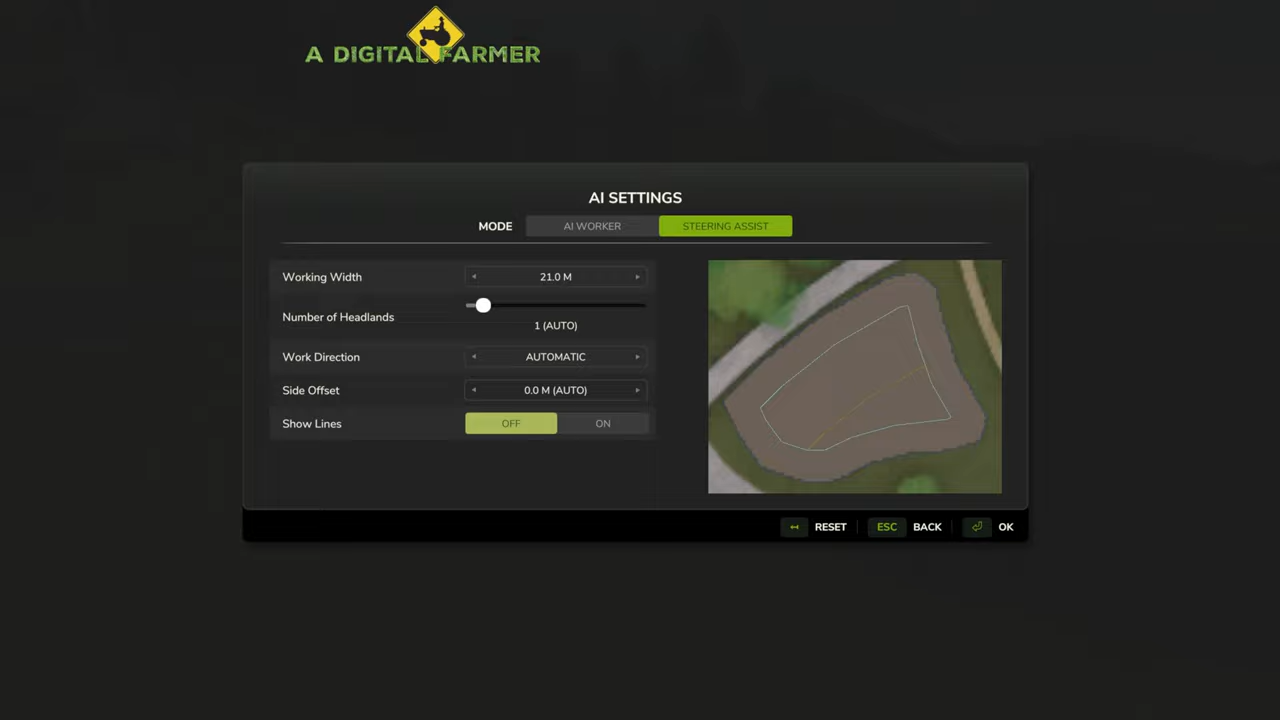 A DIGITAL FARMER
AI SETTINGS
MODE AI WORKER STEERING ASSIST
Working Width 21.0 M
Number of Headlands
1 (AUTO)
Work Direction AUTOMATIC
Side Offset 0.0 M (AUTO)
Show Lines OFF ON
RESET ESC BACK OK